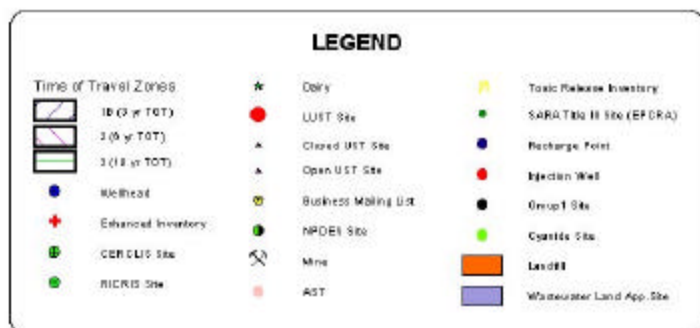 LEGEND
Time of Travel Zones
1B (3 yr TOT)
2 (6 yr TOT)
3 (10 yr TOT)
Wellhead
Enhanced Inventory
CERCLIS Site
RICRIS Site
Dairy
LUST Site
Closed UST Site
Open UST Site
Business Mailing List
NPDES Site
Mine
AST
Toxic Release Inventory
SARA Title III Site (EPCRA)
Recharge Point
Injection Well
Group1 Site
Cyanide Site
Landfill
Wastewater Land App. Site